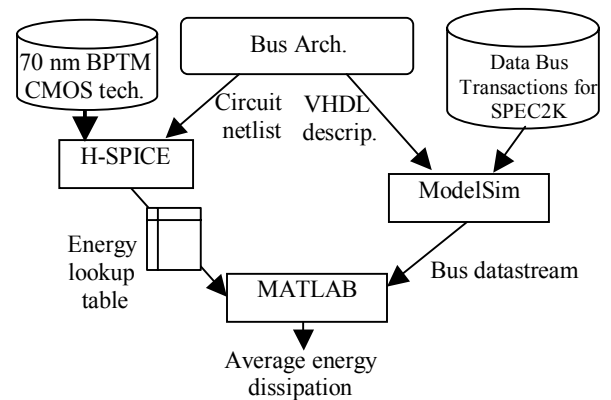 70 nm BPTM
CMOS tech.
Bus Arch.
Data Bus
Transactions for
SPEC2K
Circuit
netlist
VHDL
descrip.
H-SPICE
ModelSim
Energy
lookup
table
Bus datastream
MATLAB
Average energy
dissipation